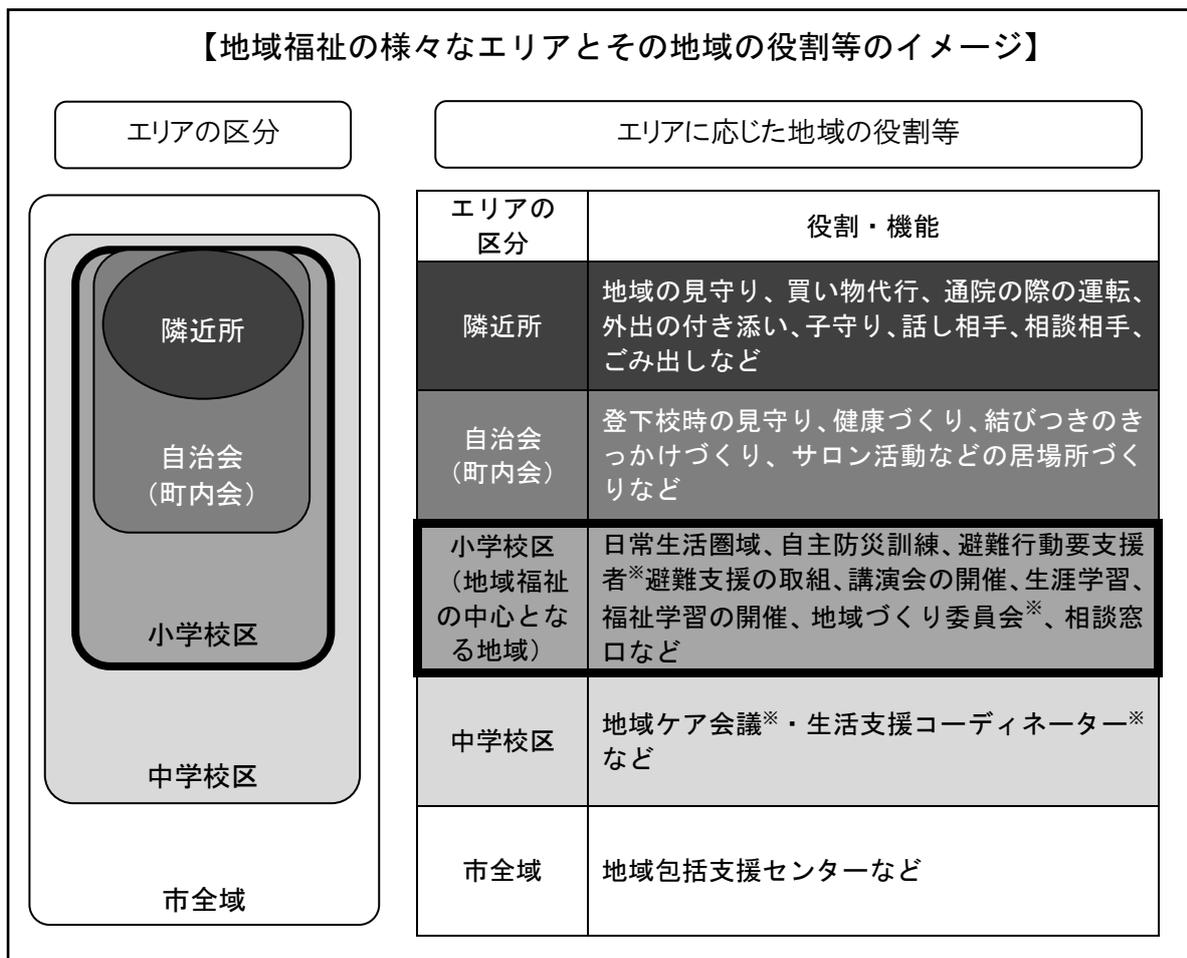 【地域福祉の様々なエリアとその地域の役割等のイメージ】
エリアの区分
エリアに応じた地域の役割等
隣近所
自治会
（町内会）
小学校区
中学校区
市全域
エリアの
区分
役割・機能
隣近所
地域の見守り、買い物代行、通院の際の運転、
外出の付き添い、子守り、話し相手、相談相手、
ごみ出しなど
自治会
（町内会）
登下校時の見守り、健康づくり、結びつきのき
っかけづくり、サロン活動などの居場所づく
りなど
小学校区
（地域福祉
の中心とな
る地域）
日常生活圏域、自主防災訓練、避難行動要支援
者※避難支援の取組、講演会の開催、生涯学習、
福祉学習の開催、地域づくり委員会※、相談窓
口など
中学校区
地域ケア会議※・生活支援コーディネーター※
など
市全域
地域包括支援センターなど